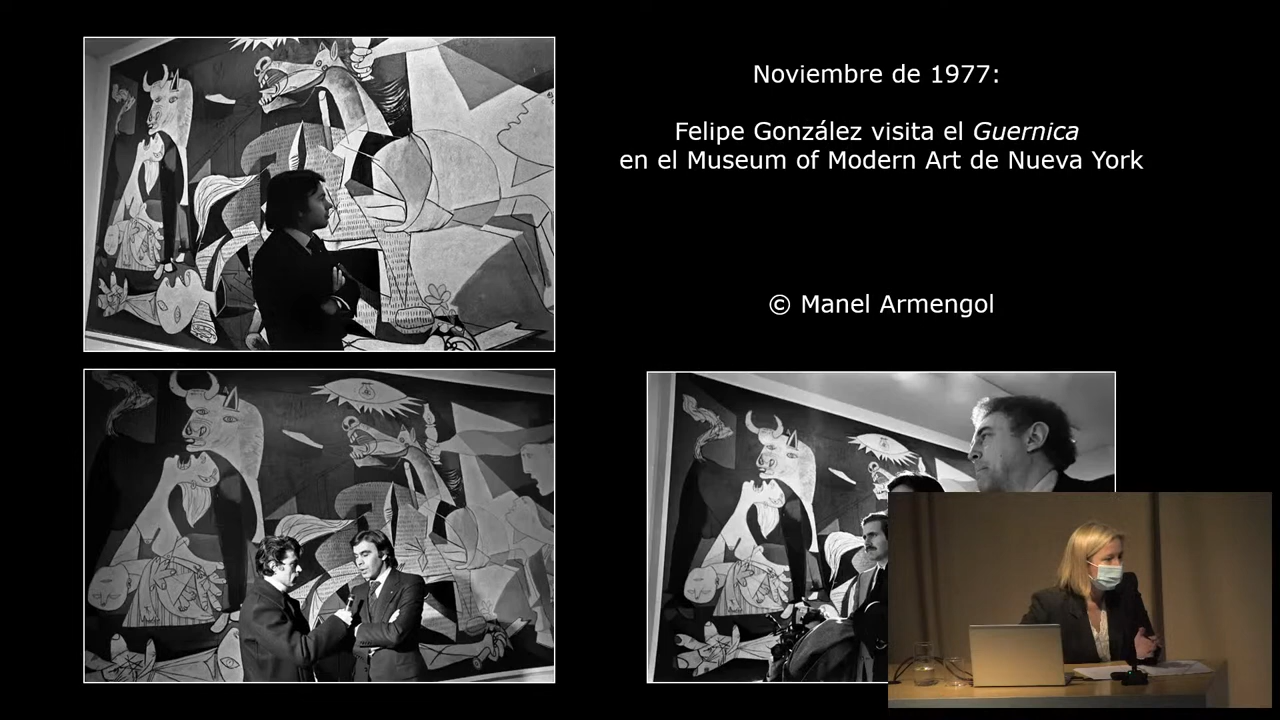 Noviembre de 1977:
Felipe González visita el Guernica
en el Museum of Modern Art de Nueva York
© Manel Armengol